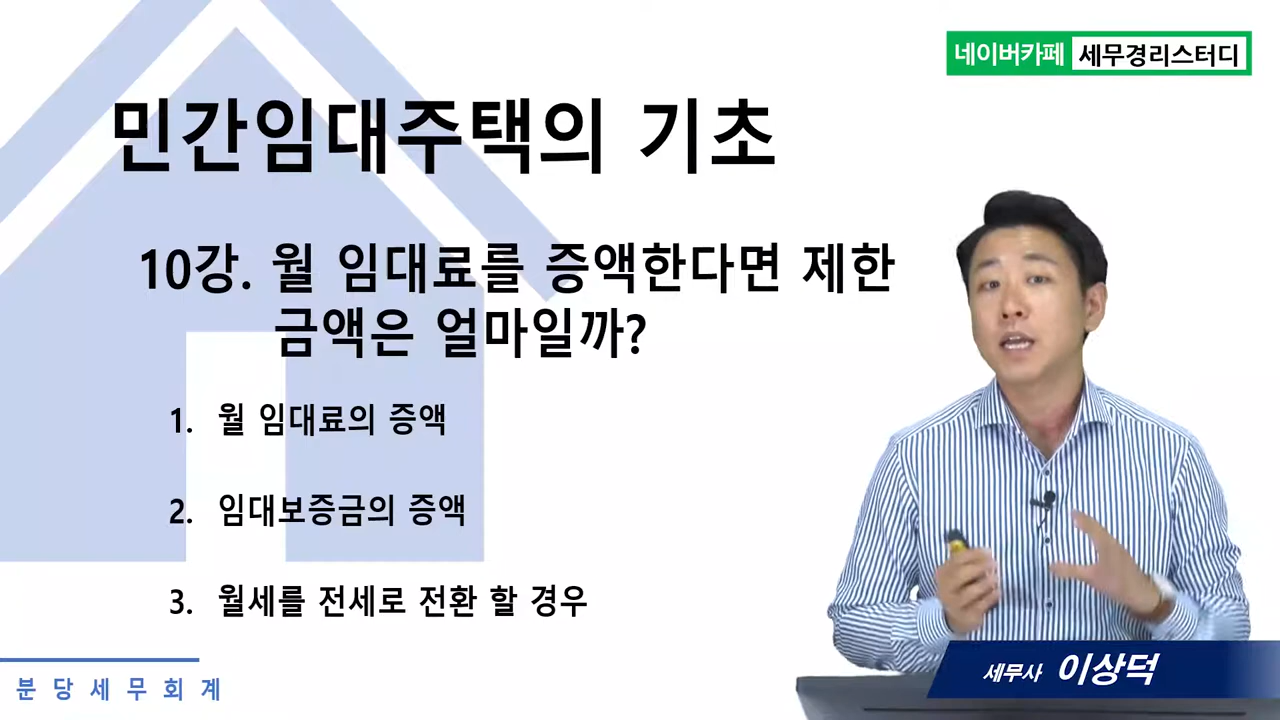 네이버카페 세무경리스터디
민간임대주택의 기초
10강. 월 임대료를 증액한다면 제한
금액은 얼마일까?
1. 월 임대료의 증액
2. 임대보증금의 증액
3. 월세를 전세로 전환 할 경우
세무사 이상덕
분당세무회계